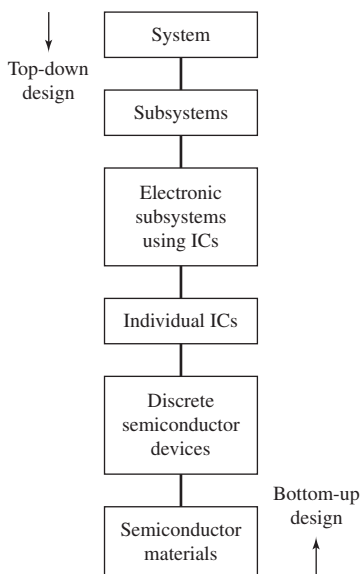 System
Top-down
design
Subsystems
Electronic
subsystems
using ICs
Individual ICs
Discrete
semiconductor
devices
Bottom-up
design
Semiconductor
materials